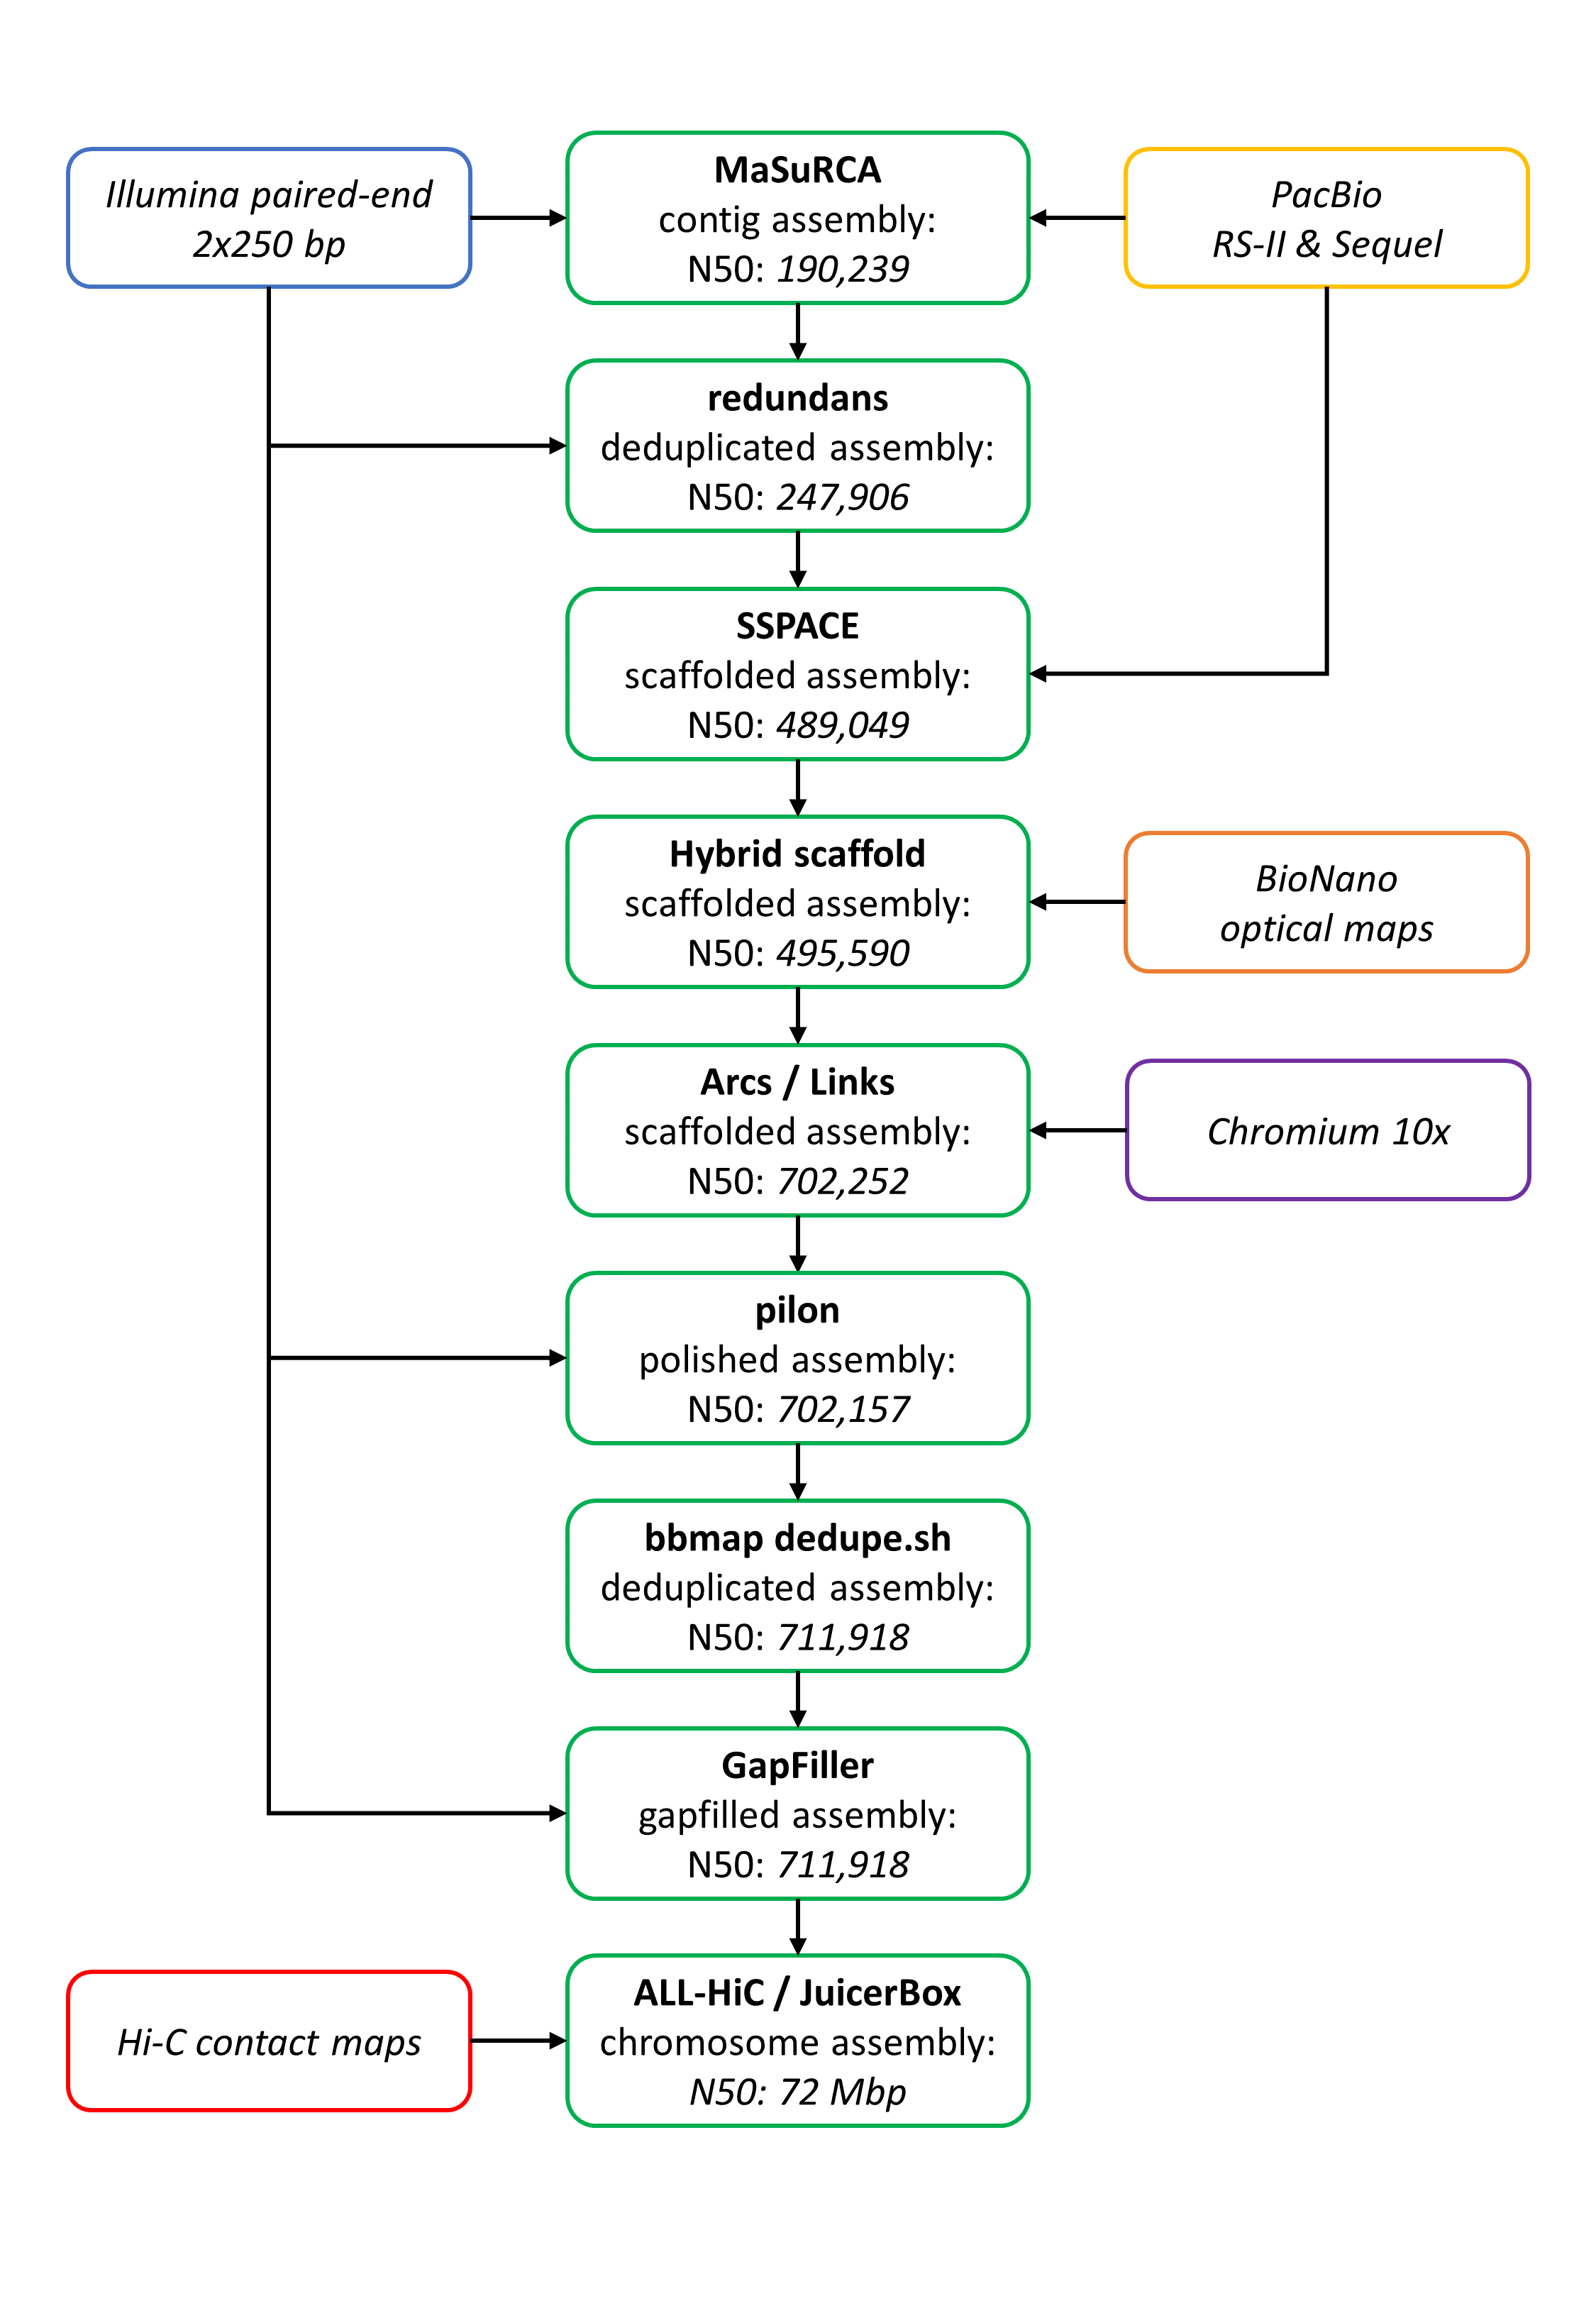 Illumina paired-end
2x250 bp
MaSuRCA
contig assembly:
N50: 190,239
PacBio
RS-II & Sequel
redundans
deduplicated assembly:
N50: 247,906
SSPACE
scaffolded assembly:
N50: 489,049
Hybrid scaffold
scaffolded assembly:
N50: 495,590
BioNano
optical maps
Arcs / Links
scaffolded assembly:
N50: 702,252
Chromium 10x
pilon
polished assembly:
N50: 702,157
bbmap dedupe.sh
deduplicated assembly:
N50: 711,918
GapFiller
gapfilled assembly:
N50: 711,918
Hi-C contact maps
ALL-HiC / JuicerBox
chromosome assembly:
N50: 72 Mbp